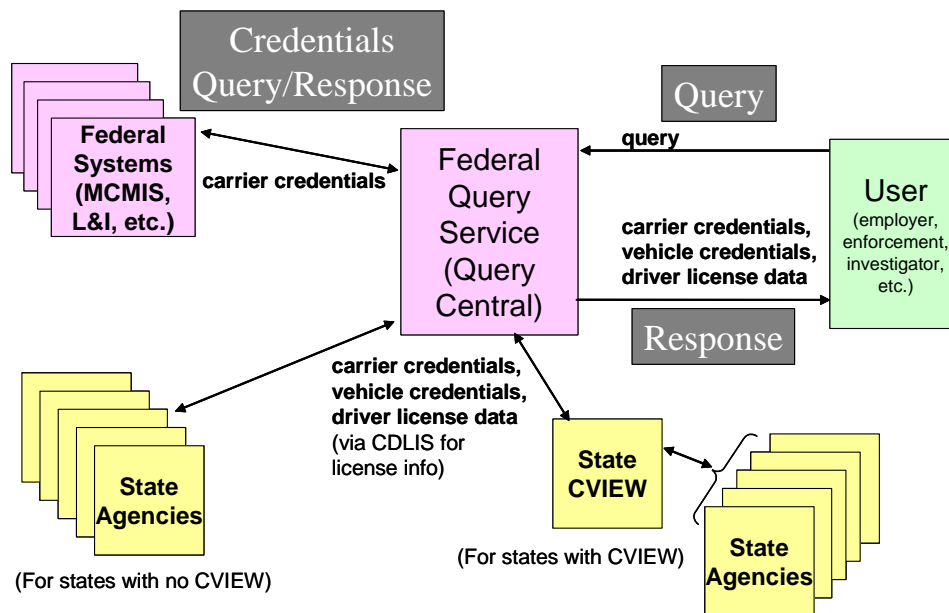 Credentials
Query/Response
Query
query
Federal
Systems
(MCMIS,
L&I, etc.)
carrier credentials
Federal
Query
Service
(Query
Central)
User
(employer,
enforcement,
investigator,
etc.)
carrier credentials,
vehicle credentials,
driver license data
Response
carrier credentials,
vehicle credentials,
driver license data
(via CDLIS for
license info)
State
Agencies
(For states with no CVIEW)
State
CVIEW
(For states with CVIEW)
State
Agencies